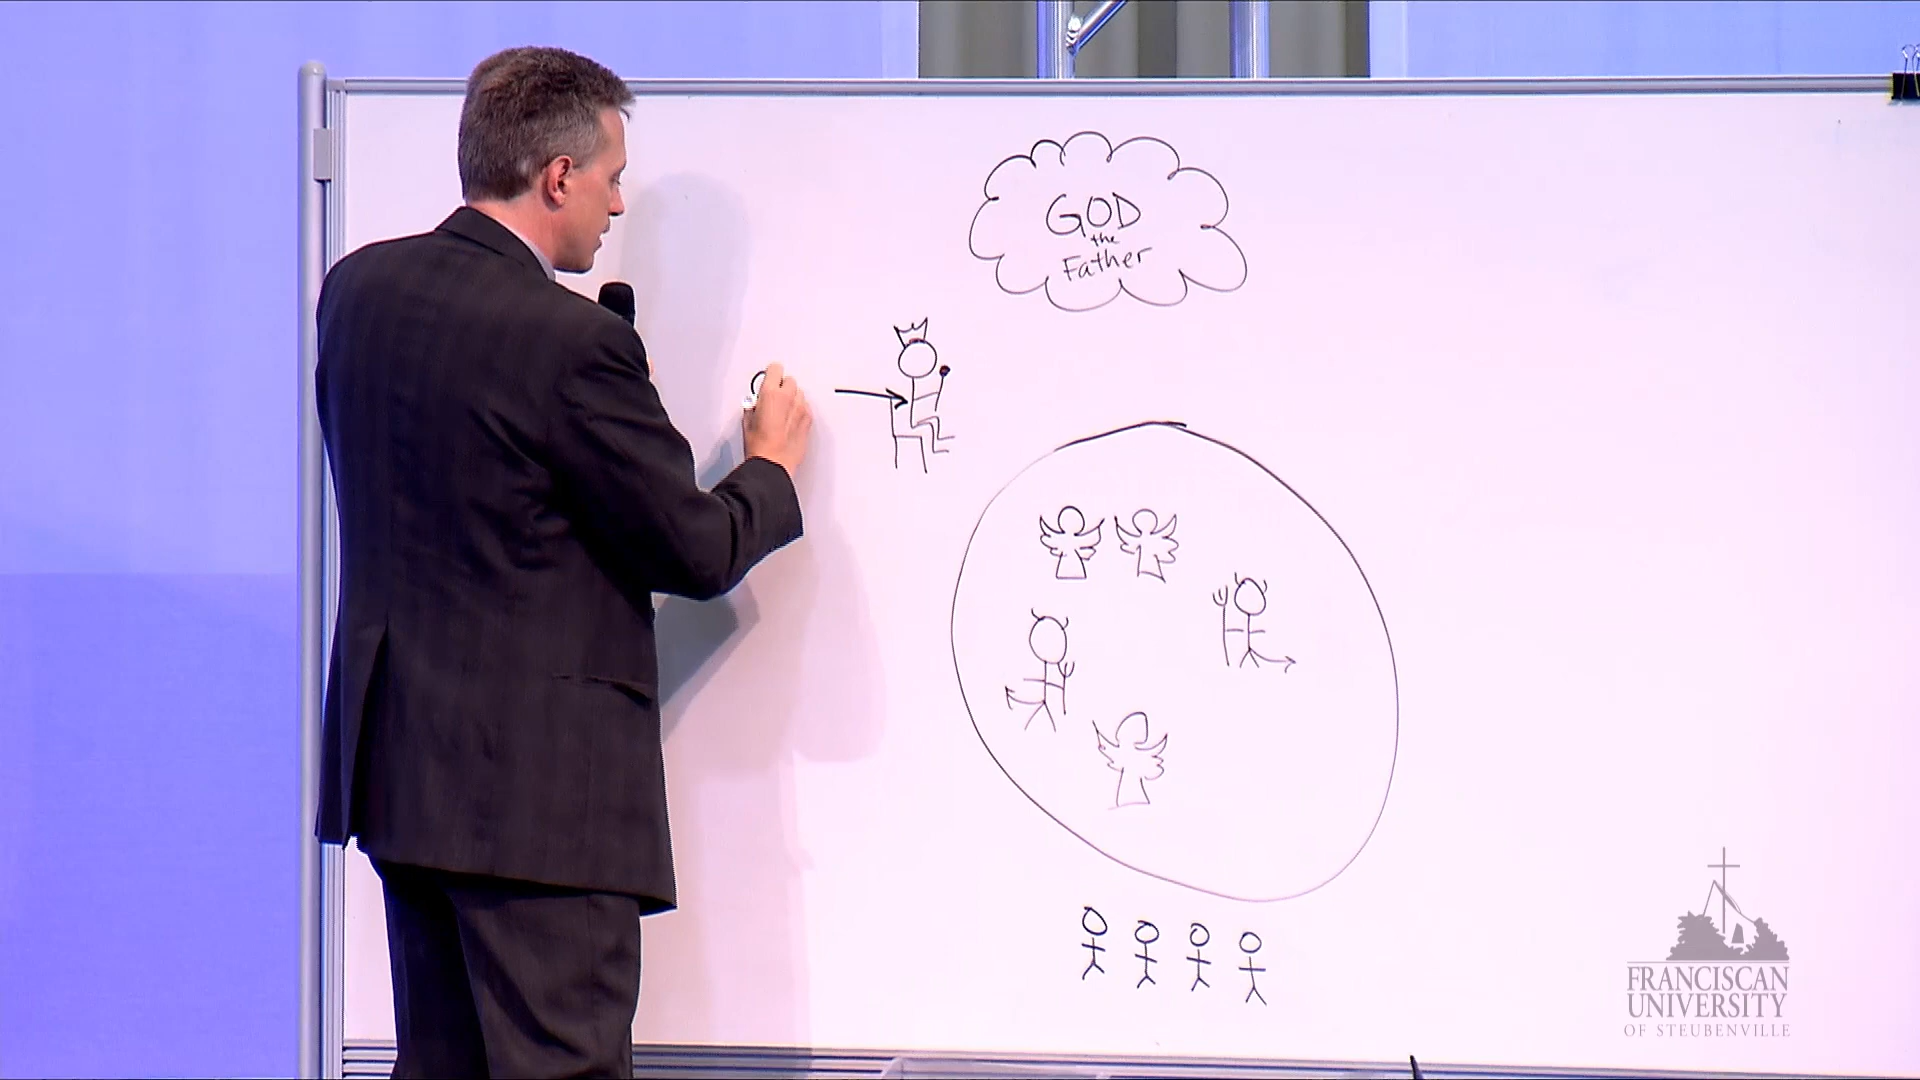 GOD
the
Father
FRANCISCAN
UNIVERSITY
OF STEUBENVILLE